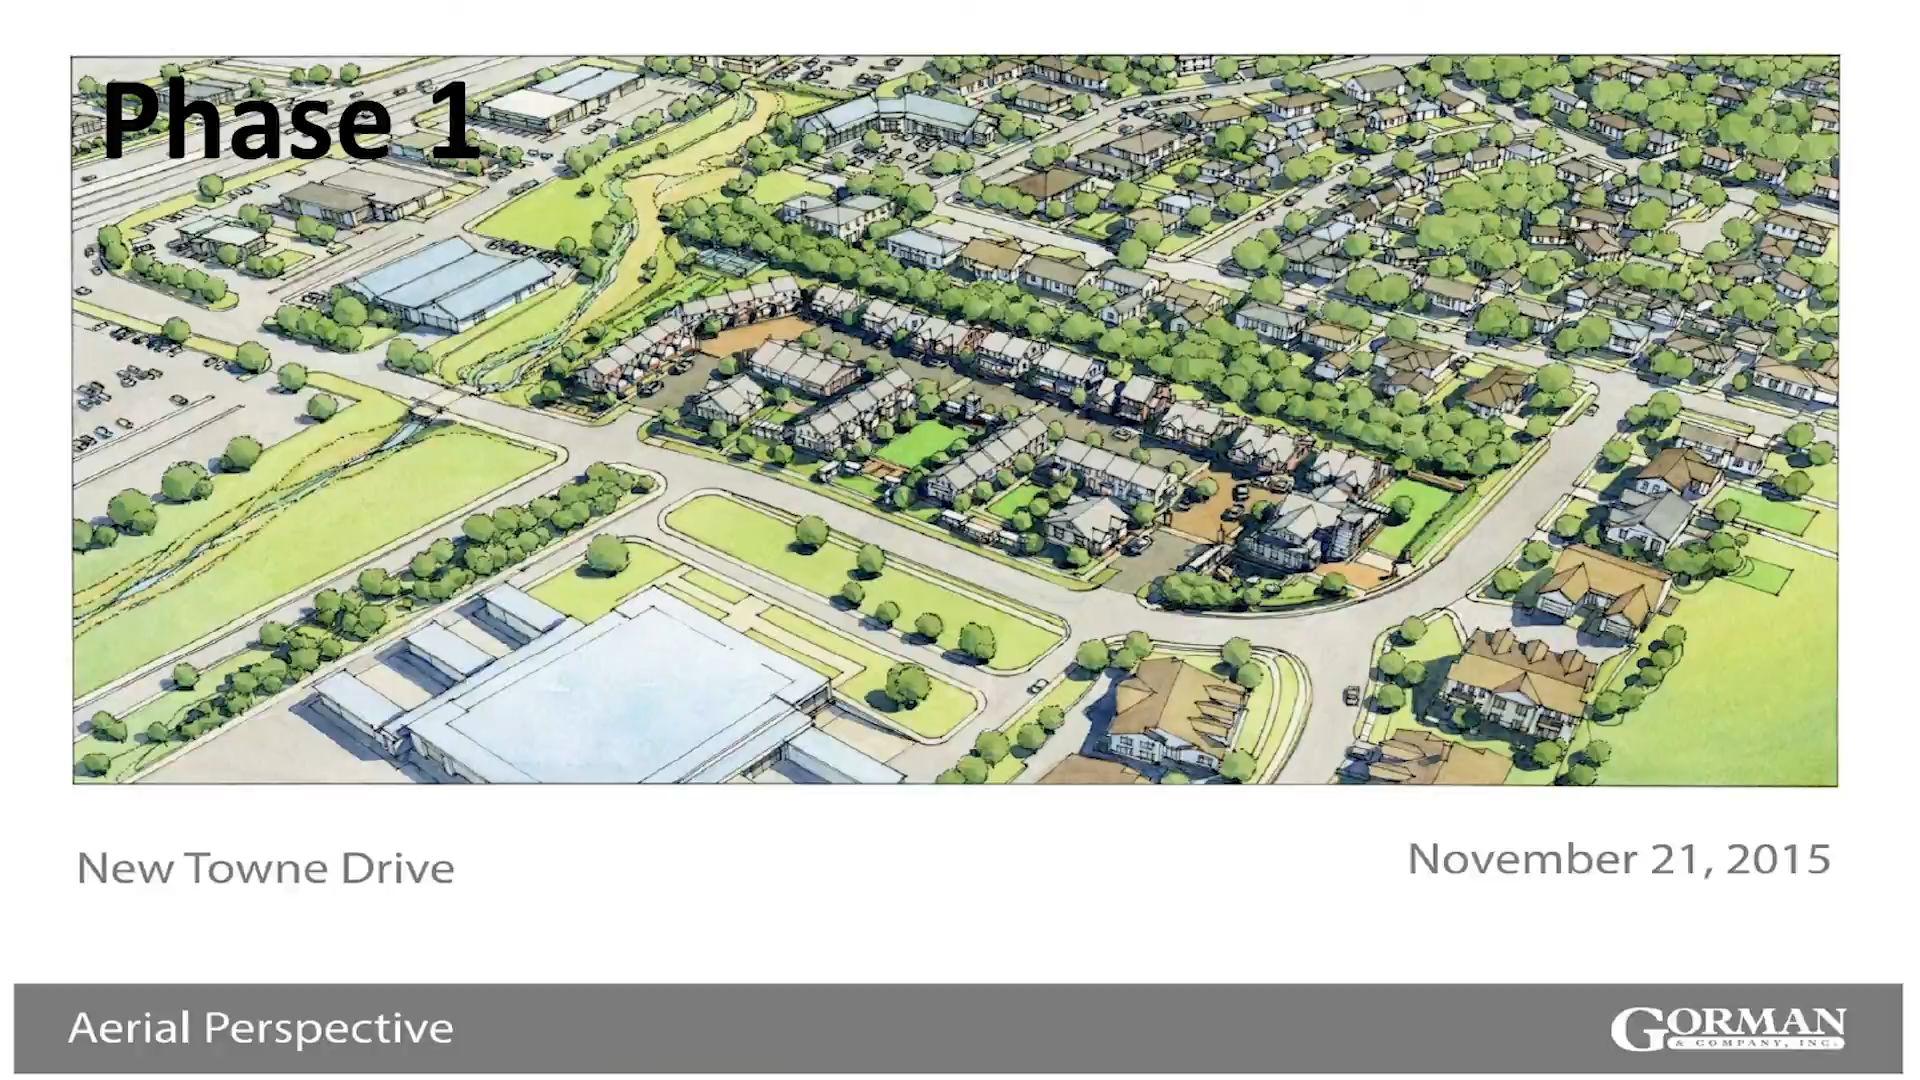 Phase 1
New Towne Drive
November 21, 2015
Aerial Perspective
GORMAN
& COMPANY, INC.